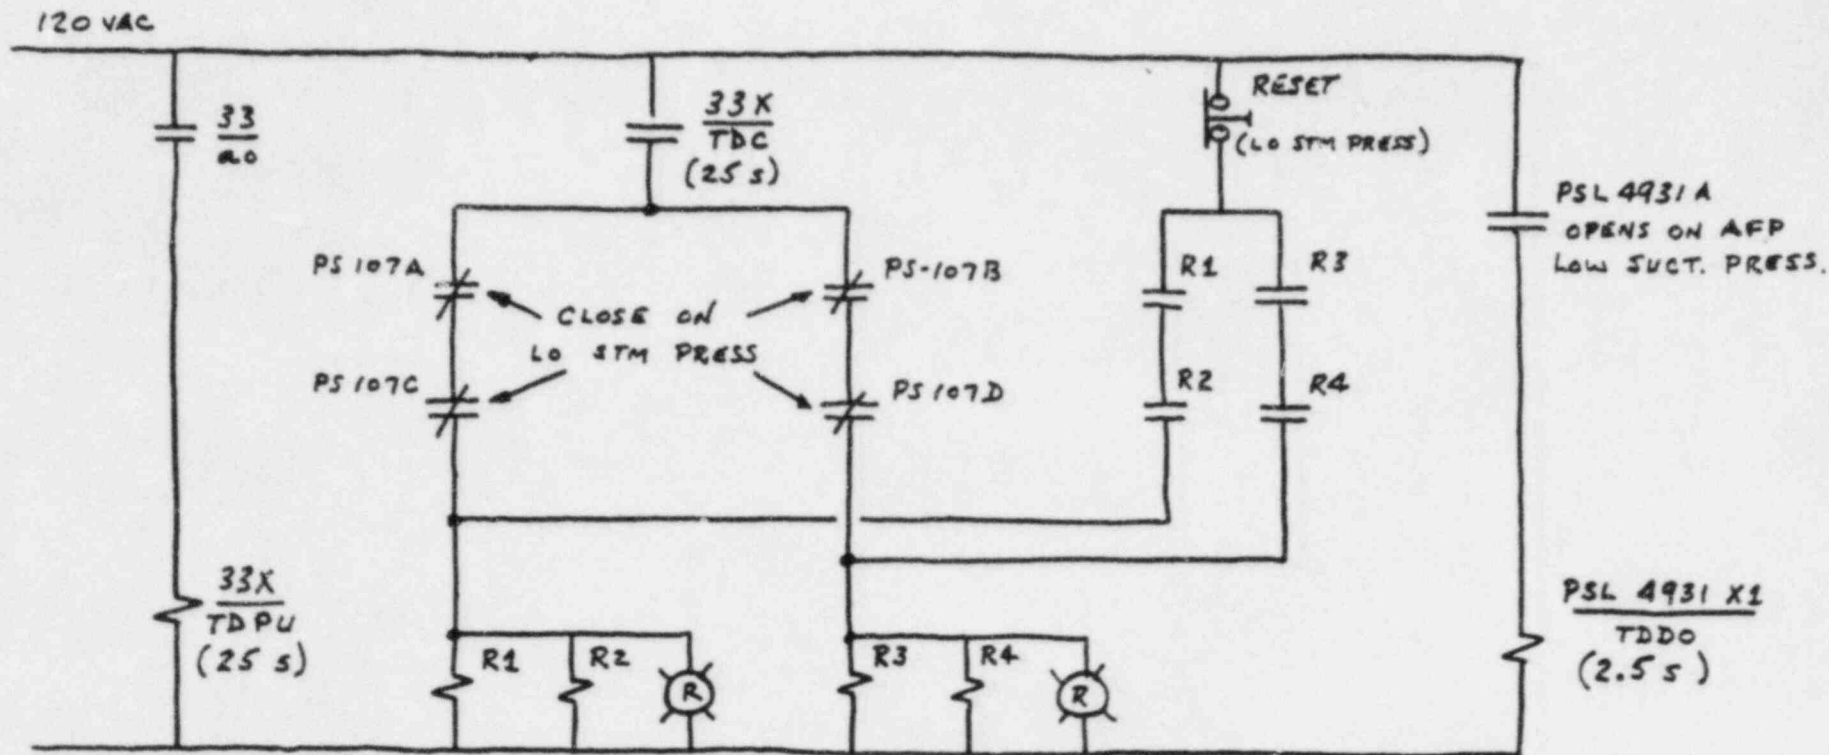 120 VAC
33
ao
33X
TDC
(25 s)
RESET
(LO STM PRESS)
PSL 4931A
OPENS ON AFP
LOW SUCT. PRESS.
PS 107A
PS-107B
CLOSE ON
LO STM PRESS
PS 107C
PS 107D
R1
R3
R2
R4
33X
TDPU
(25 s)
R1
R2
R
R3
R4
R
PSL 4931 X1
TDDO
(2.5 s)